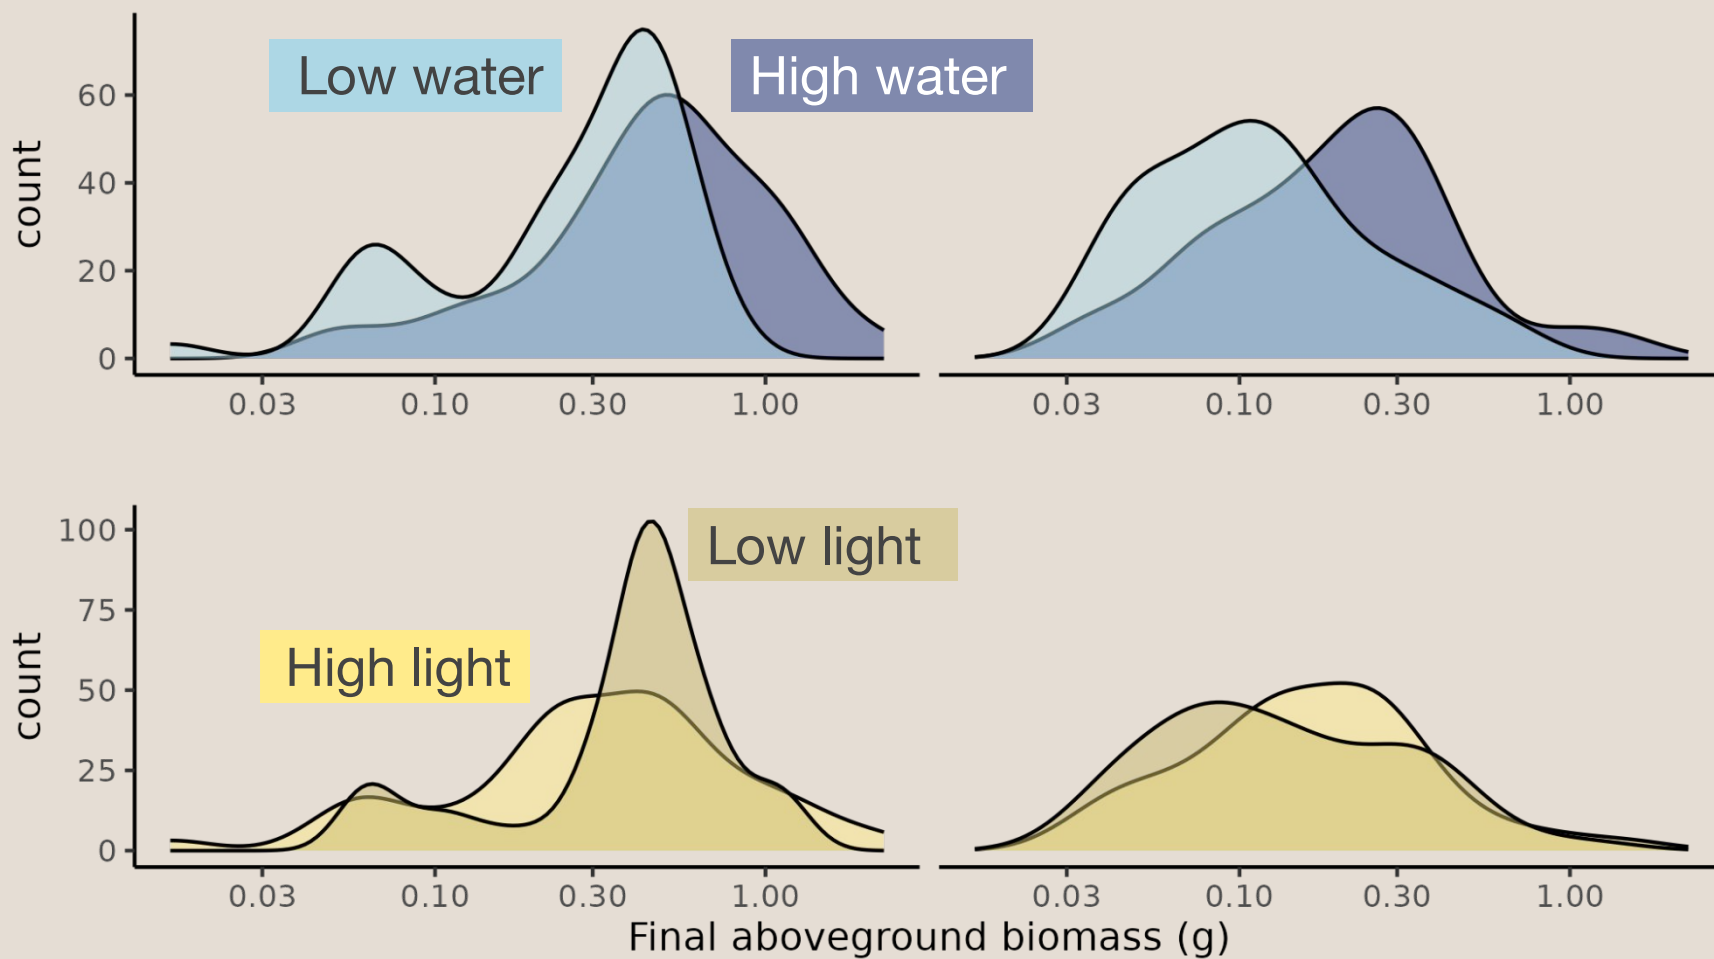 Low water
High water
60
40
20
0
count
0.03 0.10 0.30 1.00
0.03 0.10 0.30 1.00
Low light
High light
100
75
50
25
0
count
0.03 0.10 0.30 1.00
0.03 0.10 0.30 1.00
Final aboveground biomass (g)